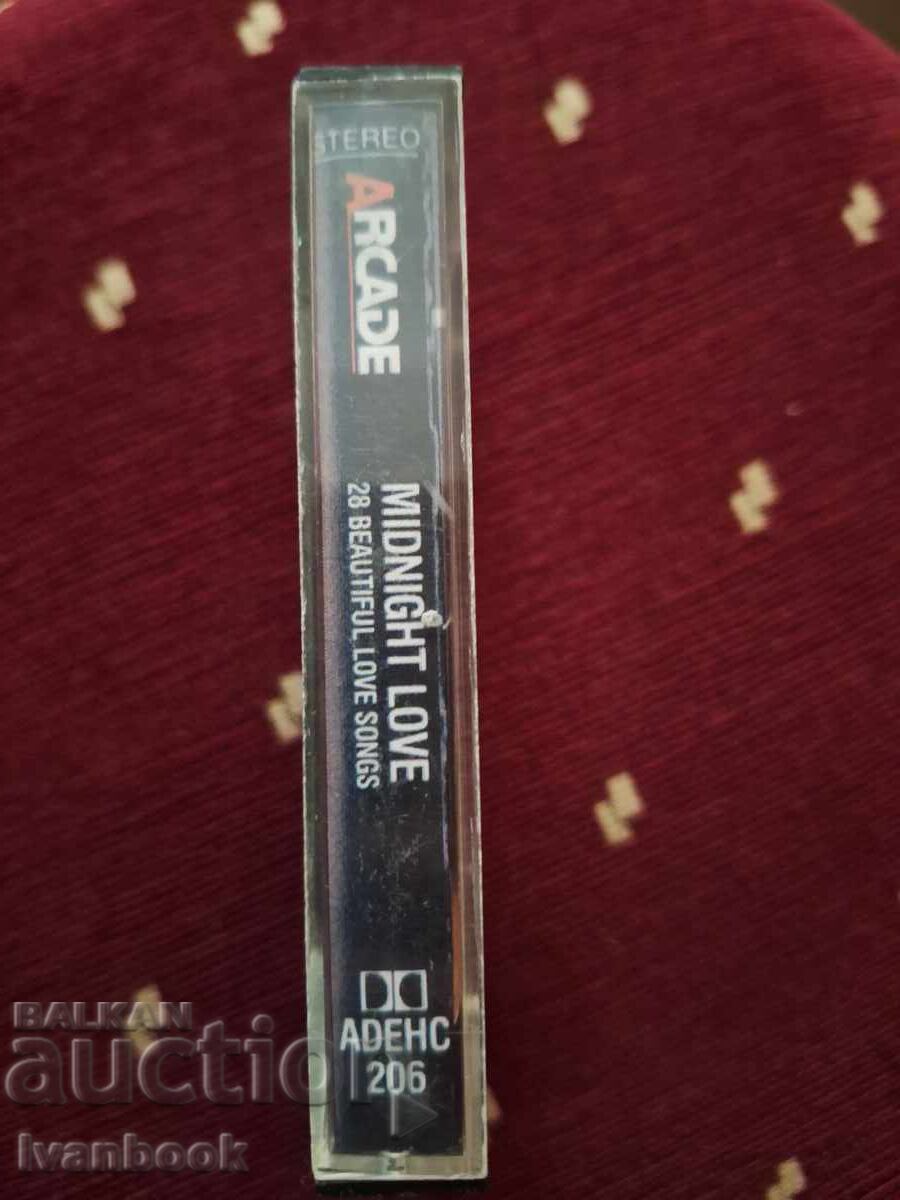 STEREO
ARCADE
MIDNIGHT LOVE
28 BEAUTIFUL LOVE SONGS
ADEHC
206
BALKAN
auction
Ivanbook